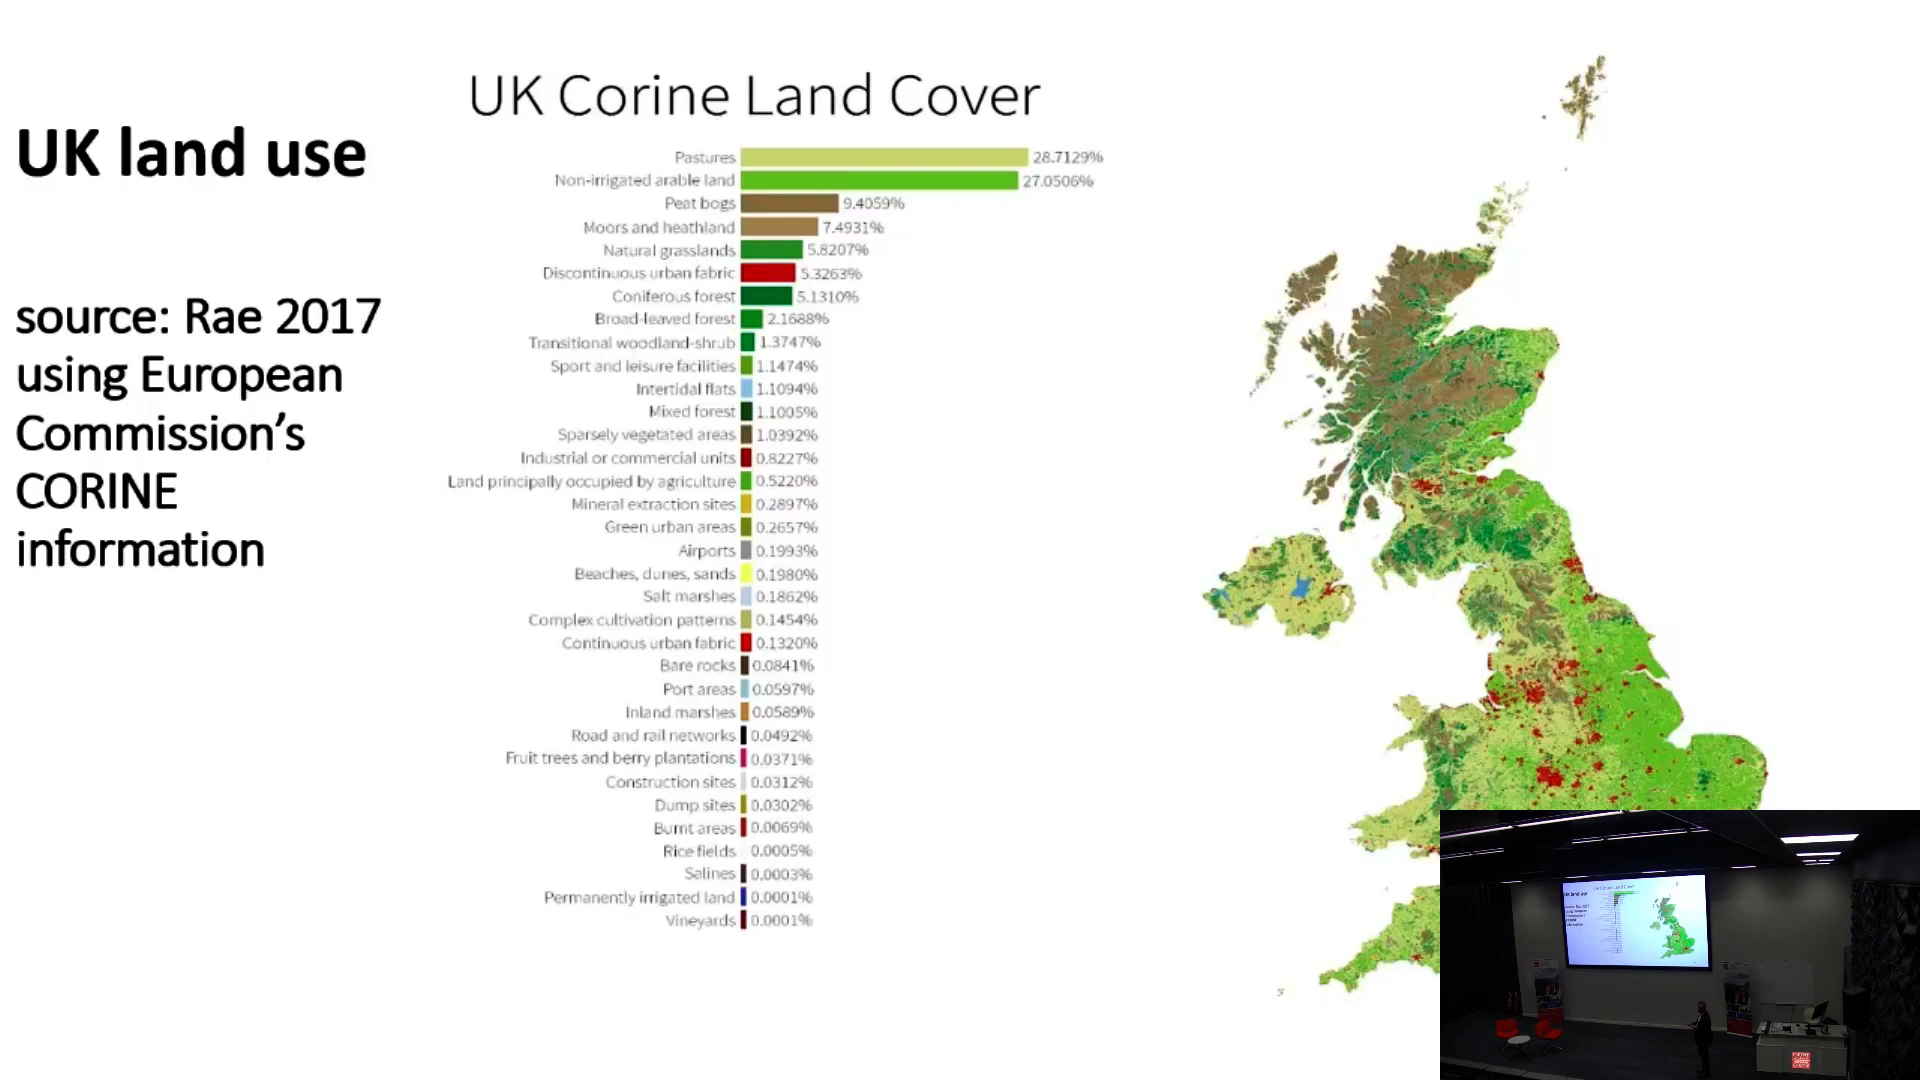 UK land use
source: Rae 2017
using European
Commission’s
CORINE
information
UK Corine Land Cover
Pastures 28.7129%
Non-irrigated arable land 27.0506%
Peat bogs 9.4059%
Moors and heathland 7.4931%
Natural grasslands 5.8207%
Discontinuous urban fabric 5.3263%
Coniferous forest 5.1310%
Broad-leaved forest 2.1688%
Transitional woodland-shrub 1.3747%
Sport and leisure facilities 1.1474%
Intertidal flats 1.1094%
Mixed forest 1.1005%
Sparsely vegetated areas 1.0392%
Industrial or commercial units 0.8227%
Land principally occupied by agriculture 0.5220%
Mineral extraction sites 0.2897%
Green urban areas 0.2657%
Airports 0.1993%
Beaches, dunes, sands 0.1980%
Salt marshes 0.1862%
Complex cultivation patterns 0.1454%
Continuous urban fabric 0.1320%
Bare rocks 0.0841%
Port areas 0.0597%
Inland marshes 0.0589%
Road and rail networks 0.0492%
Fruit trees and berry plantations 0.0371%
Construction sites 0.0312%
Dump sites 0.0302%
Burnt areas 0.0069%
Rice fields 0.0005%
Salines 0.0003%
Permanently irrigated land 0.0001%
Vineyards 0.0001%
UK land use